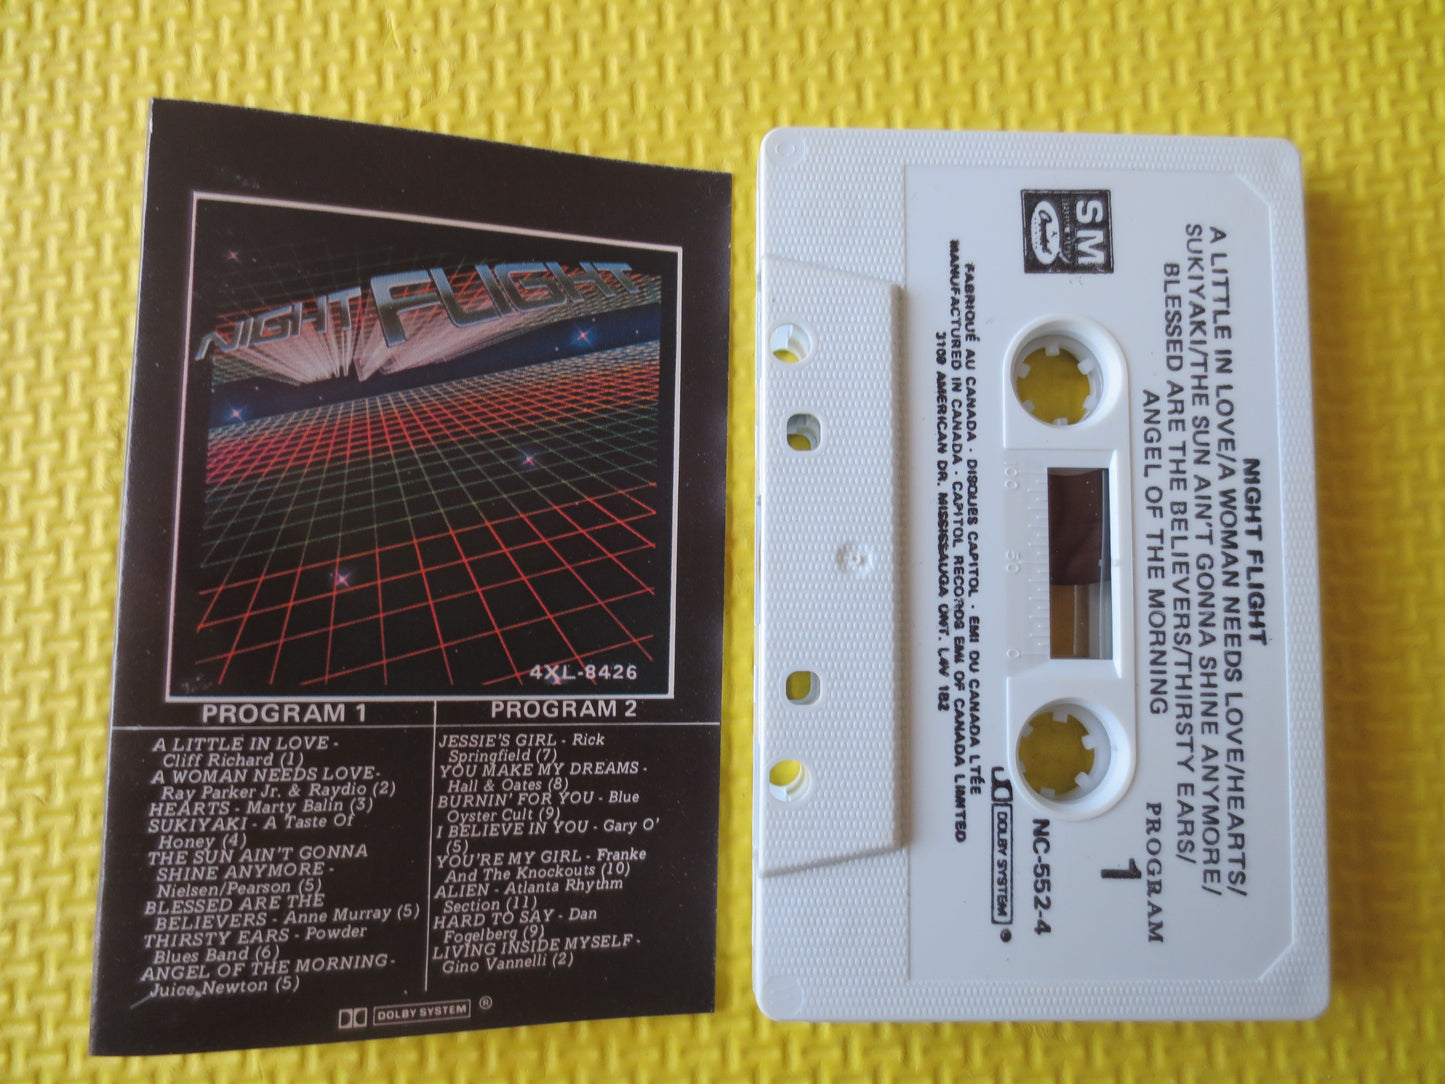 NIGHT FLIGHT
4XL-8426
PROGRAM 1
A LITTLE IN LOVE -
Cliff Richard (1)
A WOMAN NEEDS LOVE-
Ray Parker Jr. & Raydio (2)
HEARTS - Marty Balin (3)
SUKIYAKI - A Taste Of
Honey (4)
THE SUN AIN'T GONNA
SHINE ANYMORE -
Nielsen/Pearson (5)
BLESSED ARE THE
BELIEVERS - Anne Murray (5)
THIRSTY EARS - Powder
Blues Band (6)
ANGEL OF THE MORNING-
Juice Newton (5)
PROGRAM 2
JESSIE'S GIRL - Rick
Springfield (7)
YOU MAKE MY DREAMS -
Hall & Oates (8)
BURNIN' FOR YOU - Blue
Oyster Cult (9)
I BELIEVE IN YOU - Gary O'
(5)
YOU'RE MY GIRL - Franke
And The Knockouts (10)
ALIEN - Atlanta Rhythm
Section (11)
HARD TO SAY - Dan
Fogelberg (9)
LIVING INSIDE MYSELF -
Gino Vannelli (2)
DOLBY SYSTEM ®
NIGHT FLIGHT
A LITTLE IN LOVE/A WOMAN NEEDS LOVE/HEARTS/
SUKIYAKI/THE SUN AIN'T GONNA SHINE ANYMORE/
BLESSED ARE THE BELIEVERS/THIRSTY EARS/
ANGEL OF THE MORNING
SM
Capitol
PROGRAM
1
NC-552-4
DOLBY SYSTEM
100
50
0
FABRIQUÉ AU CANADA - DISQUES CAPITOL - EMI DU CANADA LTÉE
MANUFACTURED IN CANADA - CAPITOL RECORDS EMI OF CANADA LIMITED
3109 AMERICAN DR. MISSISSAUGA ONT. L4V 1B2